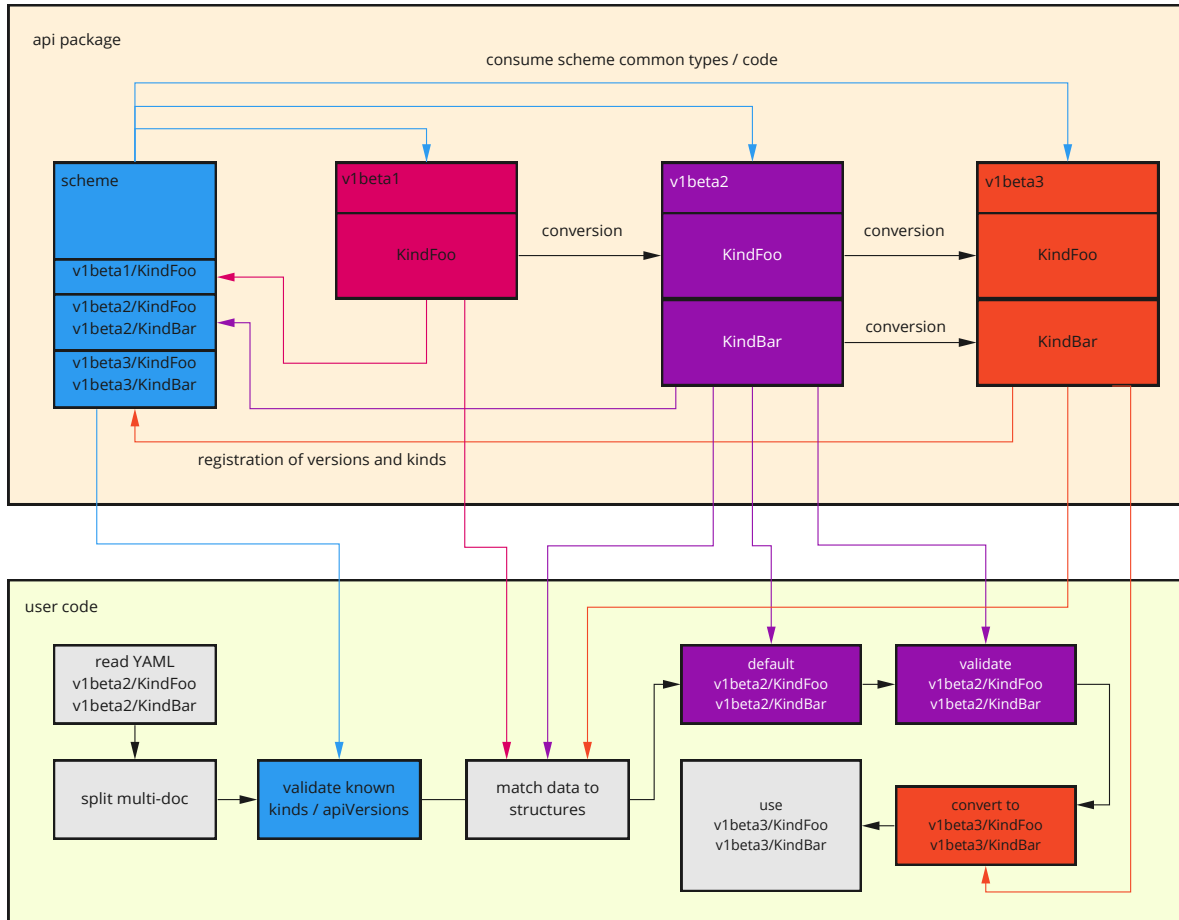 api package
consume scheme common types / code
scheme
v1beta1/KindFoo
v1beta2/KindFoo
v1beta2/KindBar
v1beta3/KindFoo
v1beta3/KindBar
v1beta1
KindFoo
conversion
v1beta2
KindFoo
KindBar
conversion
conversion
v1beta3
KindFoo
KindBar
registration of versions and kinds
user code
read YAML
v1beta2/KindFoo
v1beta2/KindBar
split multi-doc
validate known
kinds / apiVersions
match data to
structures
default
v1beta2/KindFoo
v1beta2/KindBar
validate
v1beta2/KindFoo
v1beta2/KindBar
convert to
v1beta3/KindFoo
v1beta3/KindBar
use
v1beta3/KindFoo
v1beta3/KindBar